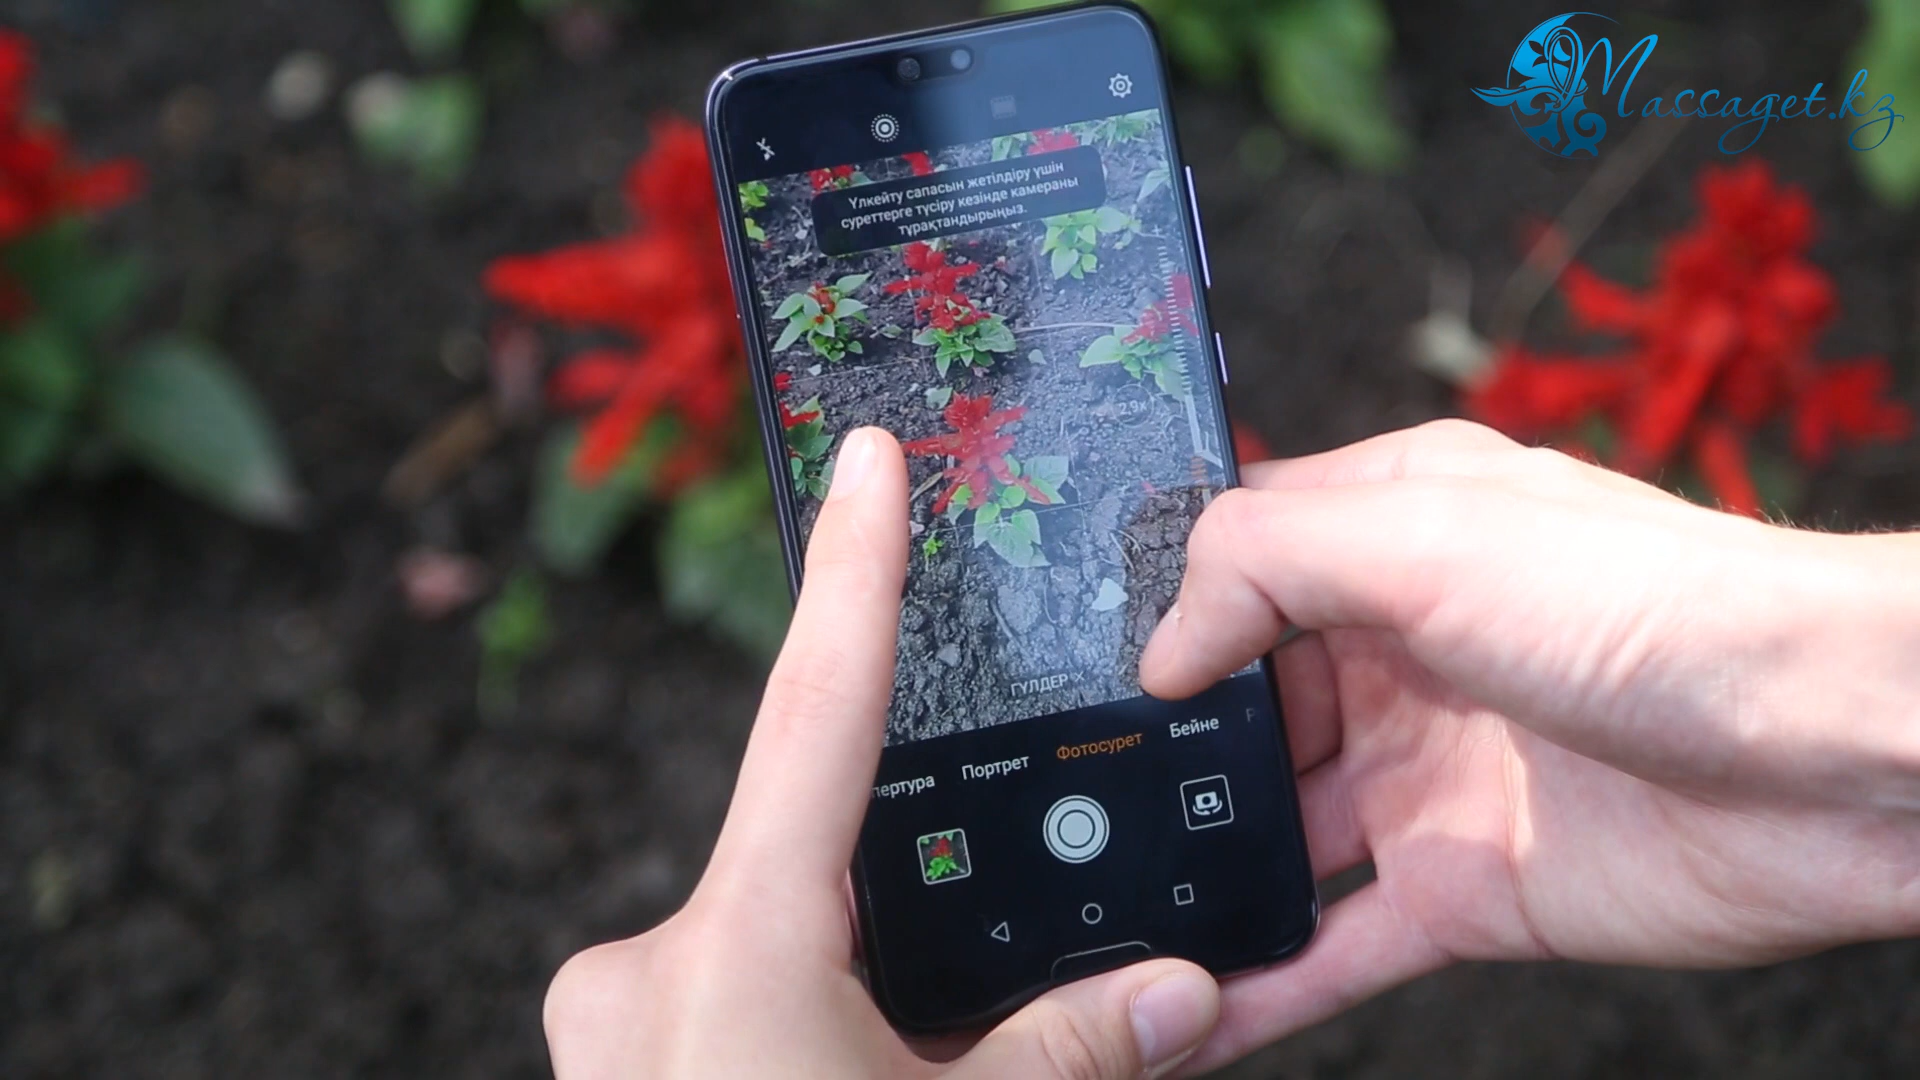 Massaget.kz
Үлкейту сапасын жетілдіру үшін
суреттерге түсіру кезінде камераны
тұрақтандырыңыз.
2.9x
ГҮЛДЕР ×
пертура Портрет Фотосурет Бейне